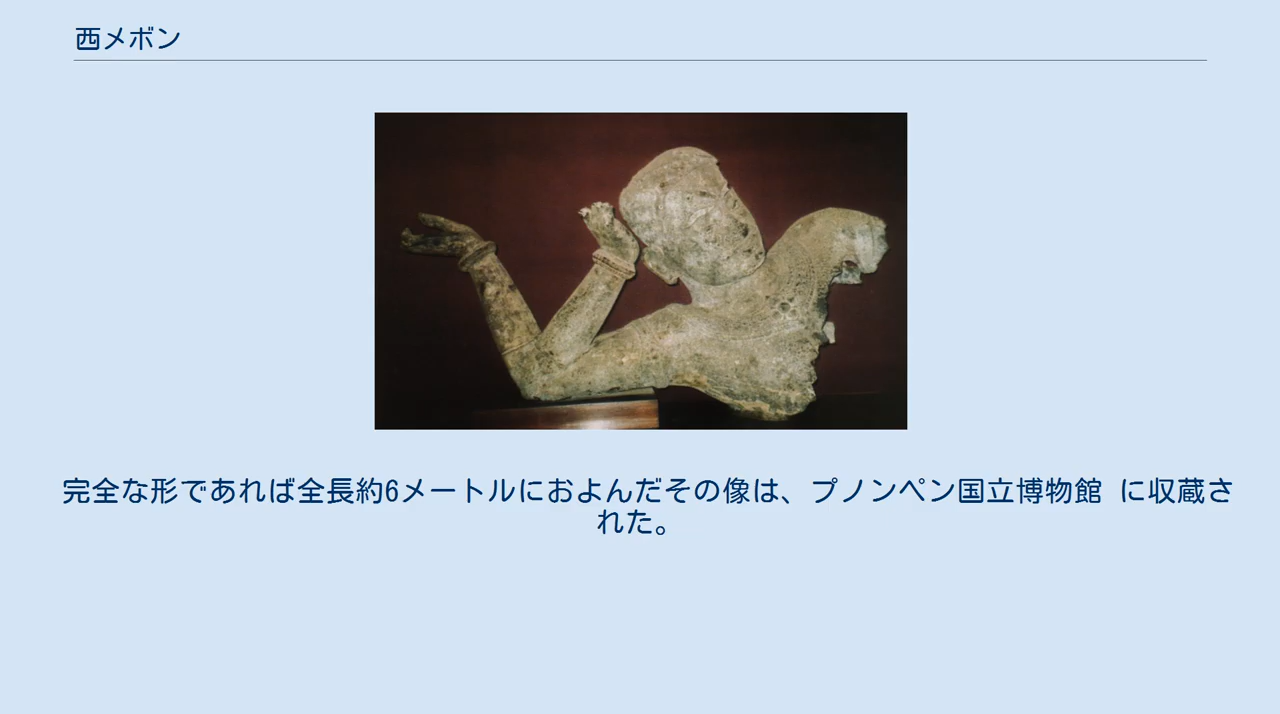 西メボン
完全な形であれば全長約6メートルにおよんだその像は、プノンペン国立博物館 に収蔵さ
れた。